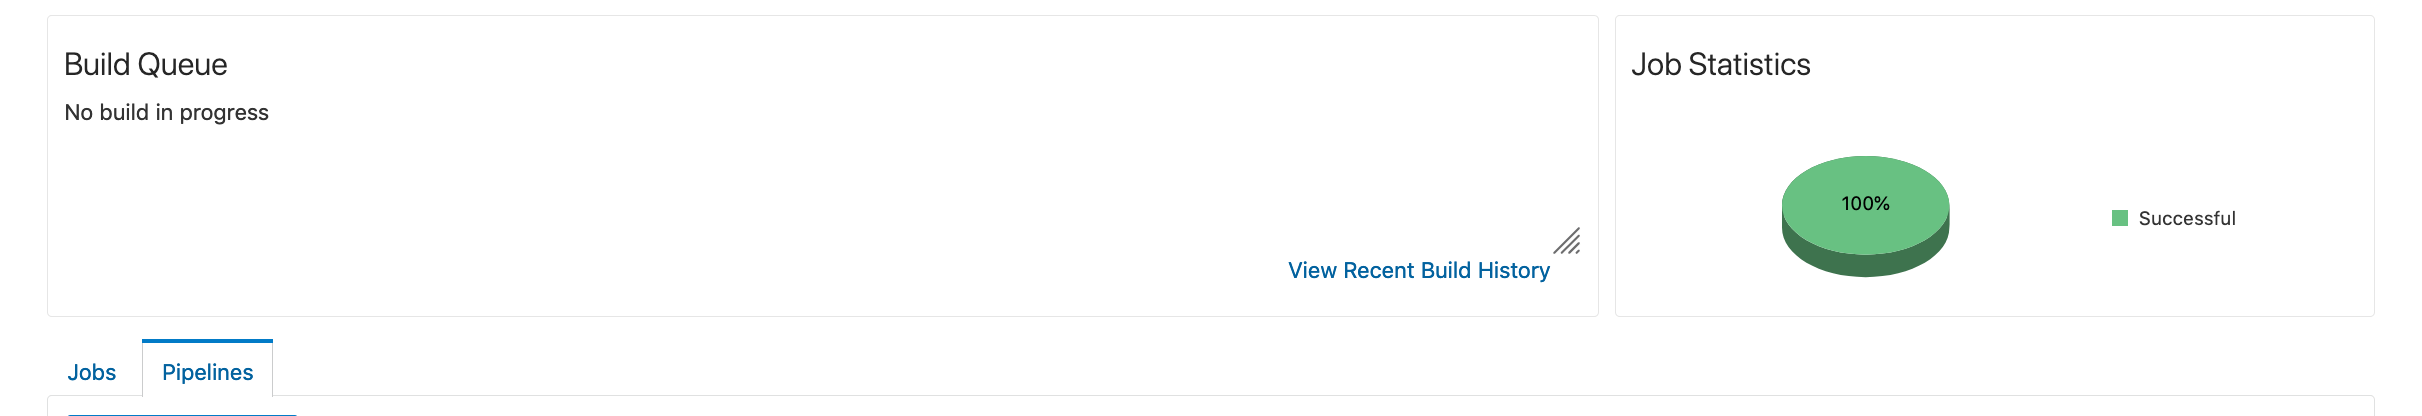 Build Queue
No build in progress
View Recent Build History
Job Statistics
100%
Successful
Jobs
Pipelines